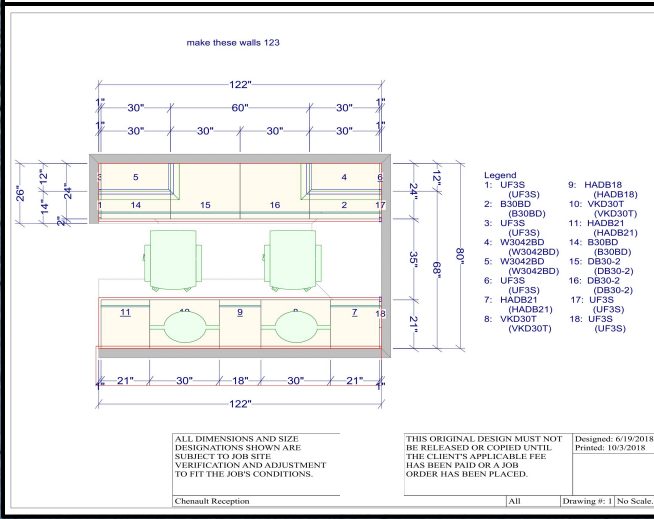 make these walls 123
122"
1" 30" 60" 30" 1"
1" 30" 30" 30" 30" 1"
26" 12" 14" 24" 2"
3 5 4 6
1 14 15 16 2 17
24" 12" 35" 68" 80" 21"
11 9 7 18
1" 21" 30" 18" 30" 21" 1"
122"
Legend
1: UF3S
(UF3S)
2: B30BD
(B30BD)
3: UF3S
(UF3S)
4: W3042BD
(W3042BD)
5: W3042BD
(W3042BD)
6: UF3S
(UF3S)
7: HADB21
(HADB21)
8: VKD30T
(VKD30T)
9: HADB18
(HADB18)
10: VKD30T
(VKD30T)
11: HADB21
(HADB21)
14: B30BD
(B30BD)
15: DB30-2
(DB30-2)
16: DB30-2
(DB30-2)
17: UF3S
(UF3S)
18: UF3S
(UF3S)
ALL DIMENSIONS AND SIZE
DESIGNATIONS SHOWN ARE
SUBJECT TO JOB SITE
VERIFICATION AND ADJUSTMENT
TO FIT THE JOB'S CONDITIONS.
THIS ORIGINAL DESIGN MUST NOT
BE RELEASED OR COPIED UNTIL
THE CLIENT'S APPLICABLE FEE
HAS BEEN PAID OR A JOB
ORDER HAS BEEN PLACED.
Designed: 6/19/2018
Printed: 10/3/2018
Chenault Reception
All
Drawing #: 1
No Scale.